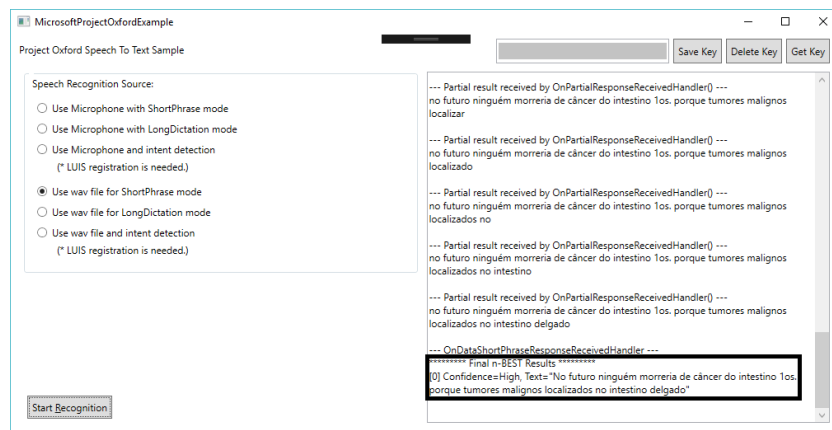 MicrosoftProjectOxfordExample
Project Oxford Speech To Text Sample
Save Key Delete Key Get Key
Speech Recognition Source:
Use Microphone with ShortPhrase mode
Use Microphone with LongDictation mode
Use Microphone and intent detection
(* LUIS registration is needed.)
Use wav file for ShortPhrase mode
Use wav file for LongDictation mode
Use wav file and intent detection
(* LUIS registration is needed.)
Start Recognition
--- Partial result received by OnPartialResponseReceivedHandler() ---
no futuro ninguém morreria de câncer do intestino 1os. porque tumores malignos
localizar
--- Partial result received by OnPartialResponseReceivedHandler() ---
no futuro ninguém morreria de câncer do intestino 1os. porque tumores malignos
localizado
--- Partial result received by OnPartialResponseReceivedHandler() ---
no futuro ninguém morreria de câncer do intestino 1os. porque tumores malignos
localizados no
--- Partial result received by OnPartialResponseReceivedHandler() ---
no futuro ninguém morreria de câncer do intestino 1os. porque tumores malignos
localizados no intestino
--- Partial result received by OnPartialResponseReceivedHandler() ---
no futuro ninguém morreria de câncer do intestino 1os. porque tumores malignos
localizados no intestino delgado
--- OnDataShortPhraseResponseReceivedHandler ---
********* Final n-BEST Results *********
[0] Confidence=High, Text="No futuro ninguém morreria de câncer do intestino 1os.
porque tumores malignos localizados no intestino delgado"